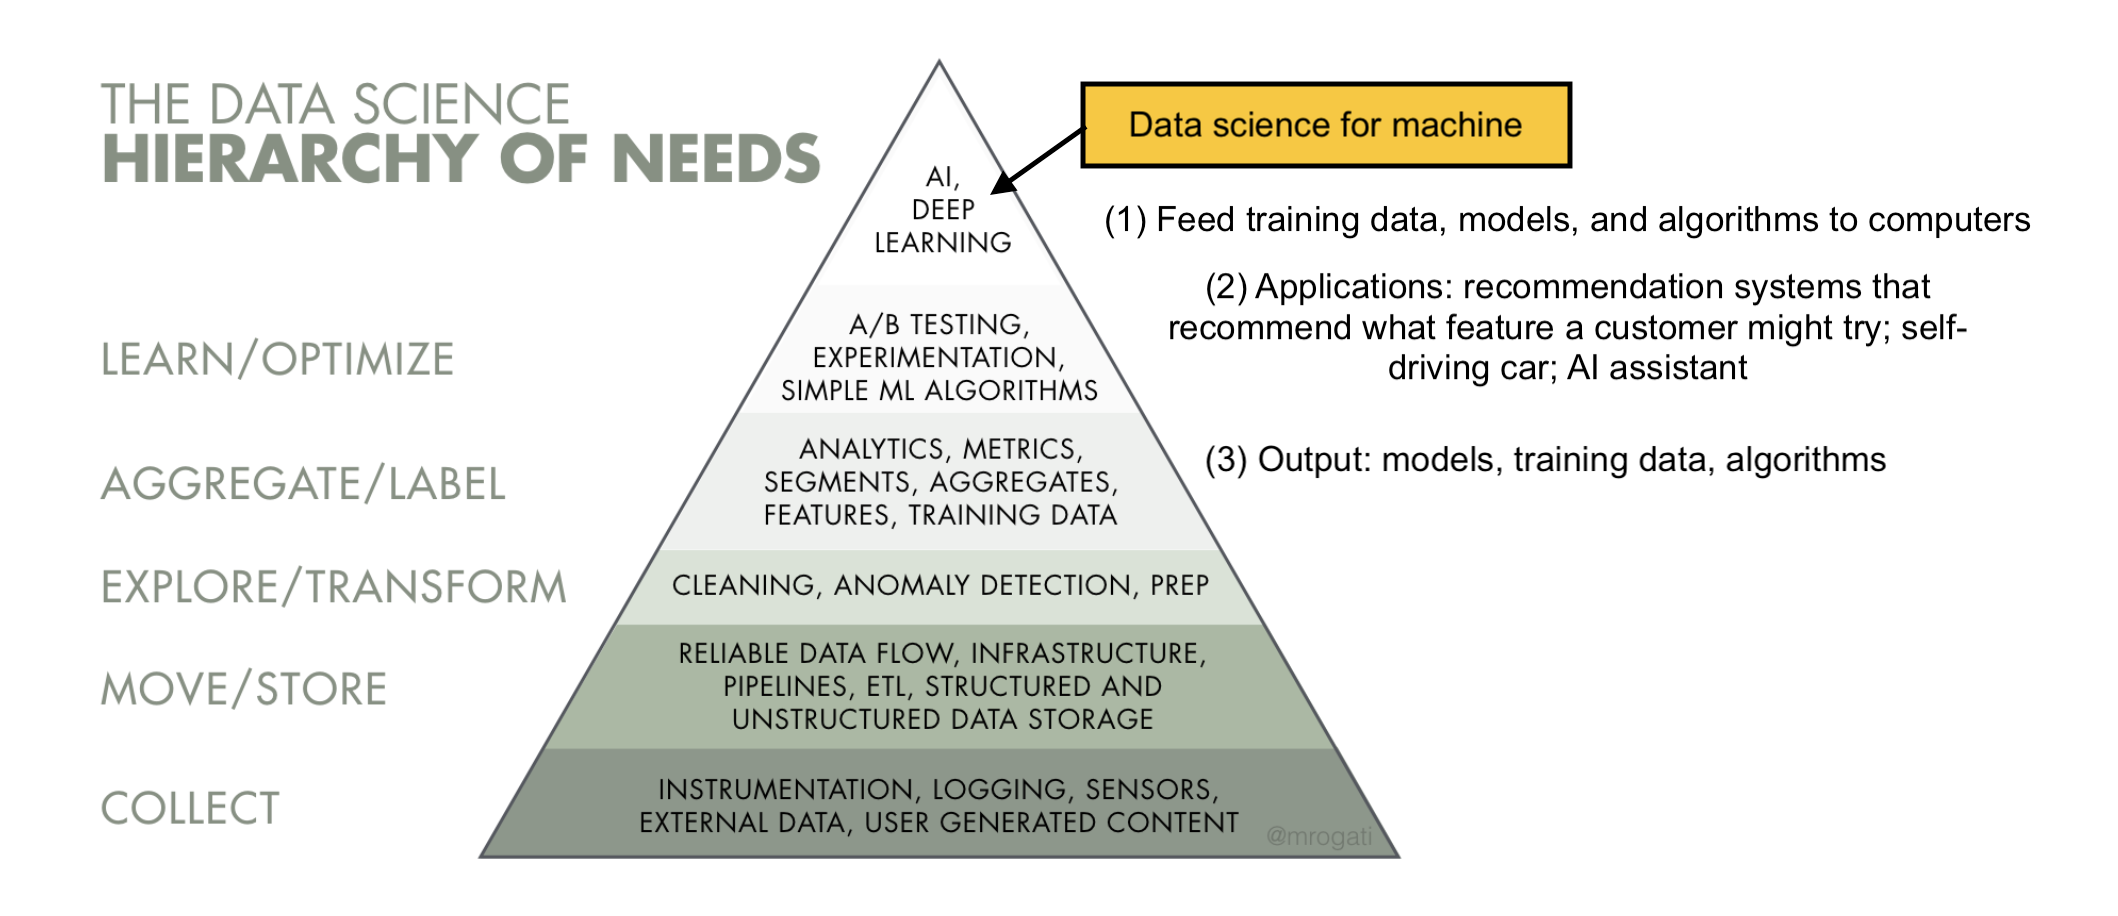 THE DATA SCIENCE
HIERARCHY OF NEEDS
Data science for machine
(1) Feed training data, models, and algorithms to computers
(2) Applications: recommendation systems that
recommend what feature a customer might try; self-
driving car; AI assistant
(3) Output: models, training data, algorithms
AI,
DEEP
LEARNING
LEARN/OPTIMIZE
A/B TESTING,
EXPERIMENTATION,
SIMPLE ML ALGORITHMS
AGGREGATE/LABEL
ANALYTICS, METRICS,
SEGMENTS, AGGREGATES,
FEATURES, TRAINING DATA
EXPLORE/TRANSFORM
CLEANING, ANOMALY DETECTION, PREP
MOVE/STORE
RELIABLE DATA FLOW, INFRASTRUCTURE,
PIPELINES, ETL, STRUCTURED AND
UNSTRUCTURED DATA STORAGE
COLLECT
INSTRUMENTATION, LOGGING, SENSORS,
EXTERNAL DATA, USER GENERATED CONTENT
@mrogati